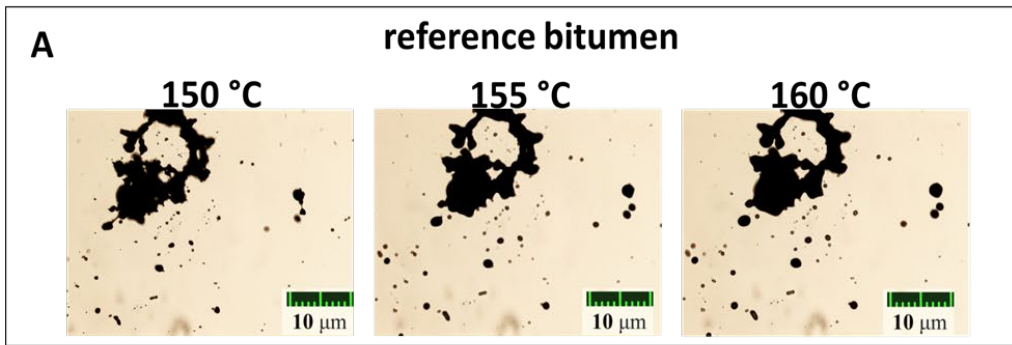 A
reference bitumen
150 °C
155 °C
160 °C
10 μm
10 μm
10 μm